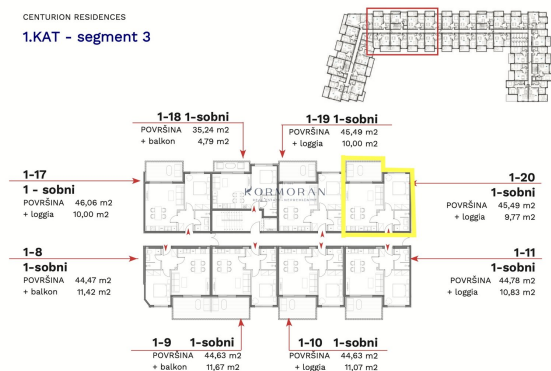 CENTURION RESIDENCES
1.KAT - segment 3
1-18 1-sobni
POVRŠINA 35,24 m2
+ balkon 4,79 m2
1-19 1-sobni
POVRŠINA 45,49 m2
+ loggia 10,00 m2
1-17
1 - sobni
POVRŠINA 46,06 m2
+ loggia 10,00 m2
KORMORAN
1-20
1-sobni
POVRŠINA 45,49 m2
+ loggia 9,77 m2
1-8
1-sobni
POVRŠINA 44,47 m2
+ balkon 11,42 m2
1-11
1-sobni
POVRŠINA 44,78 m2
+ loggia 10,83 m2
1-9 1-sobni
POVRŠINA 44,63 m2
+ balkon 11,67 m2
1-10 1-sobni
POVRŠINA 44,63 m2
+ loggia 11,07 m2